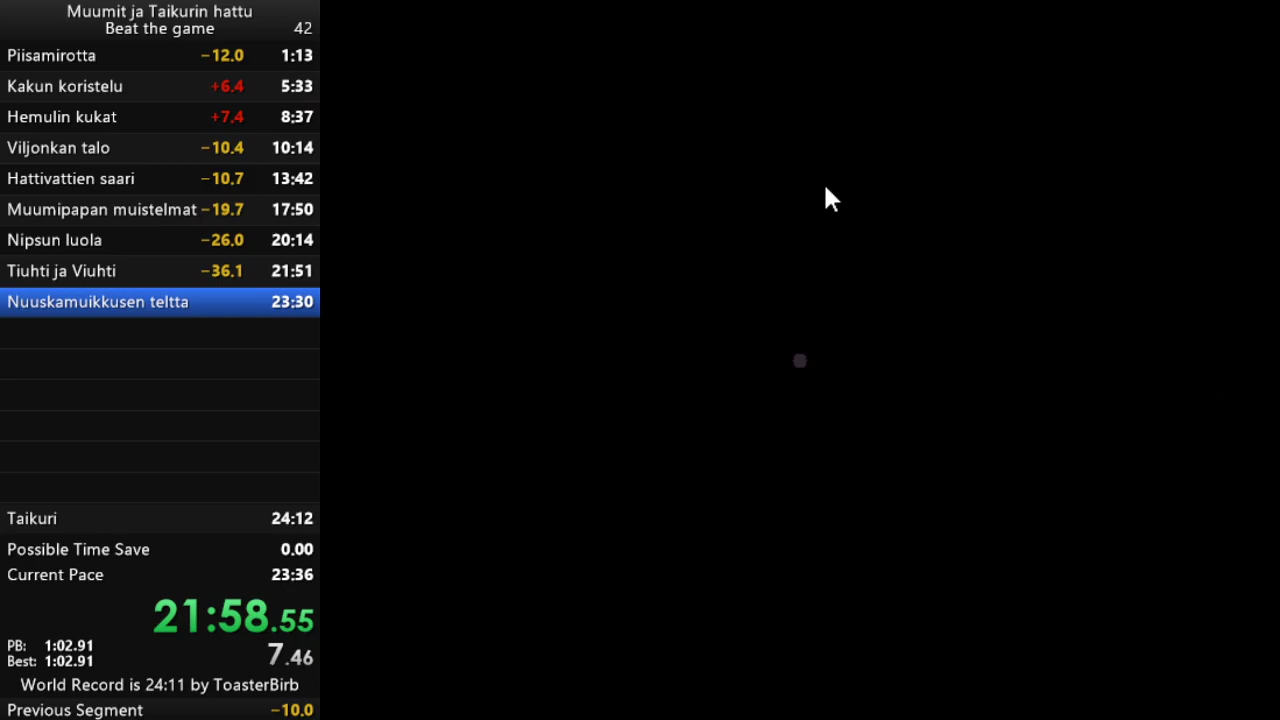 Muumit ja Taikurin hattu
Beat the game 42
Piisamirotta −12.0 1:13
Kakun koristelu +6.4 5:33
Hemulin kukat +7.4 8:37
Viljonkan talo −10.4 10:14
Hattivattien saari −10.7 13:42
Muumipapan muistelmat −19.7 17:50
Nipsun luola −26.0 20:14
Tiuhti ja Viuhti −36.1 21:51
Nuuskamuikkusen teltta 23:30
Taikuri 24:12
Possible Time Save 0.00
Current Pace 23:36
21:58.55
PB: 1:02.91
Best: 1:02.91
7.46
World Record is 24:11 by ToasterBirb
Previous Segment −10.0